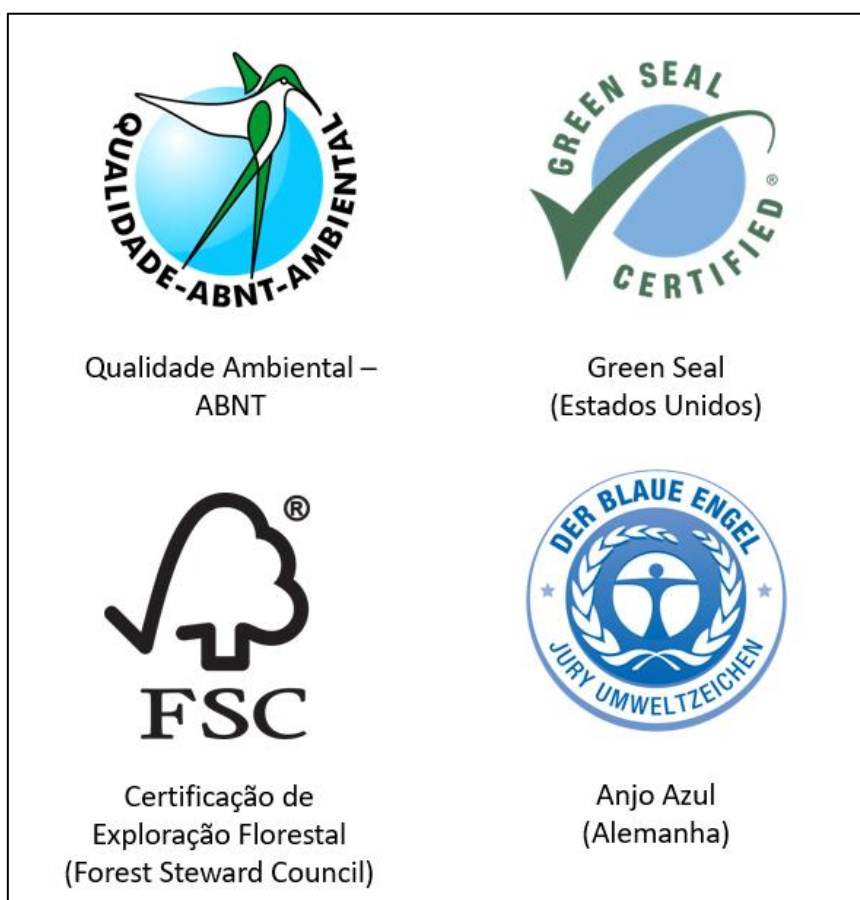 QUALIDADE-ABNT-AMBIENTAL
Qualidade Ambiental –
ABNT
GREEN SEAL
CERTIFIED®
Green Seal
(Estados Unidos)
®
FSC
Certificação de
Exploração Florestal
(Forest Steward Council)
DER BLAUE ENGEL
JURY UMWELTZEICHEN
Anjo Azul
(Alemanha)